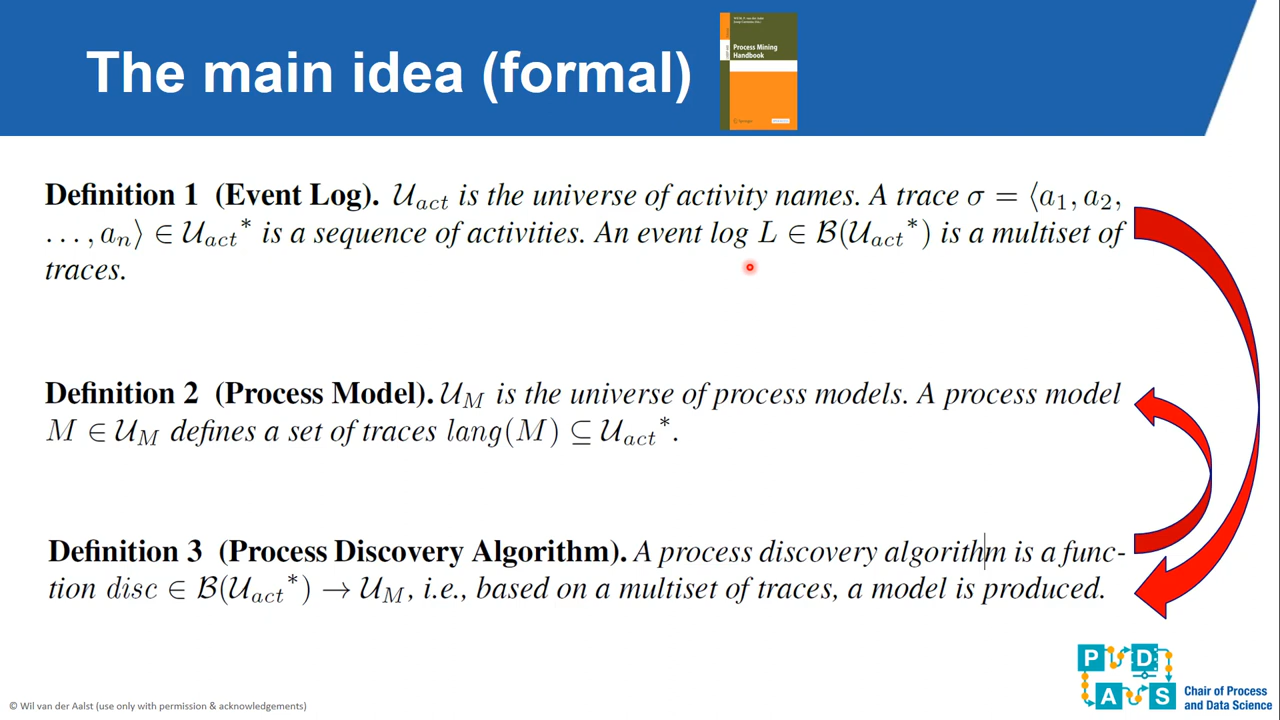 The main idea (formal)
Process Mining
Handbook
Springer
Definition 1 (Event Log). 𝒰_act is the universe of activity names. A trace σ = ⟨a₁, a₂,
…, aₙ⟩ ∈ 𝒰_act* is a sequence of activities. An event log L ∈ ℬ(𝒰_act*) is a multiset of
traces.
Definition 2 (Process Model). 𝒰_M is the universe of process models. A process model
M ∈ 𝒰_M defines a set of traces lang(M) ⊆ 𝒰_act*.
Definition 3 (Process Discovery Algorithm). A process discovery algorithm is a func-
tion disc ∈ ℬ(𝒰_act*) → 𝒰_M, i.e., based on a multiset of traces, a model is produced.
P D
A S
Chair of Process
and Data Science
© Wil van der Aalst (use only with permission & acknowledgements)